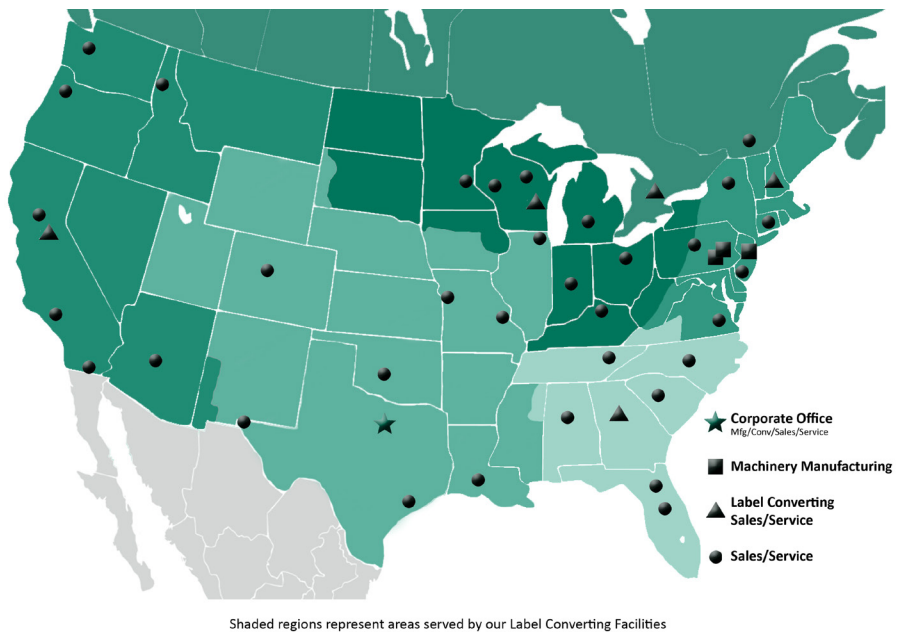 Corporate Office
Mfg/Conv/Sales/Service
Machinery Manufacturing
Label Converting
Sales/Service
Sales/Service
Shaded regions represent areas served by our Label Converting Facilities